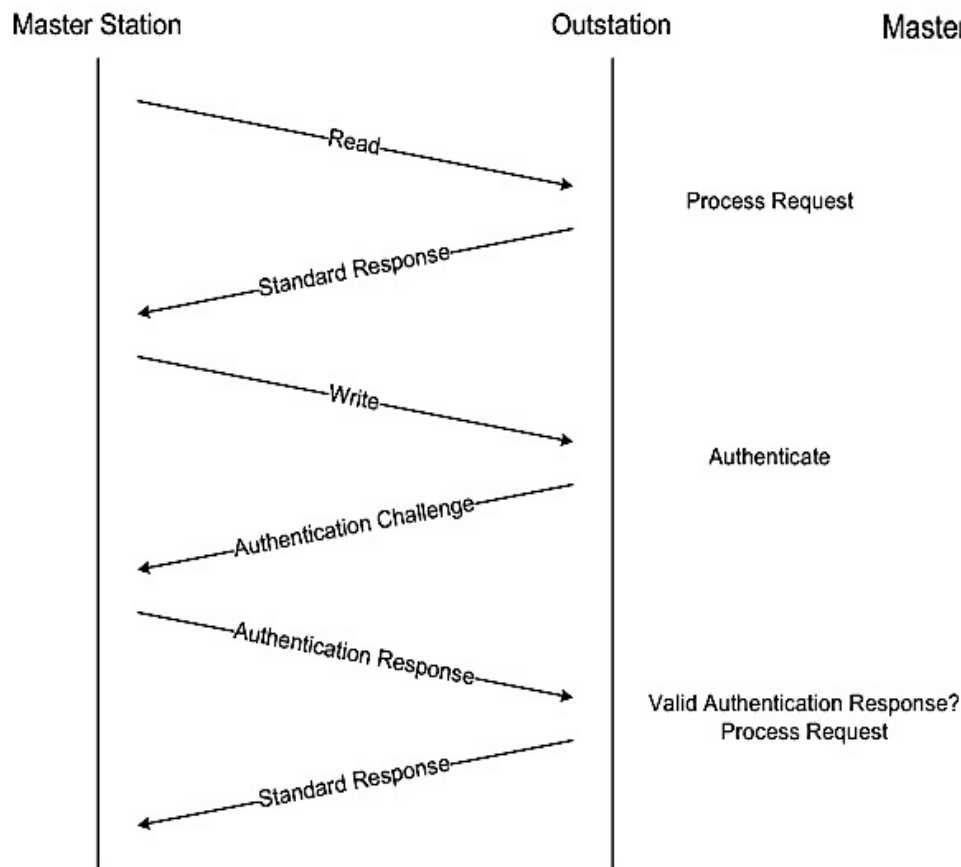 Master Station
Outstation
Master
Read
Process Request
Standard Response
Write
Authenticate
Authentication Challenge
Authentication Response
Valid Authentication Response?
Process Request
Standard Response